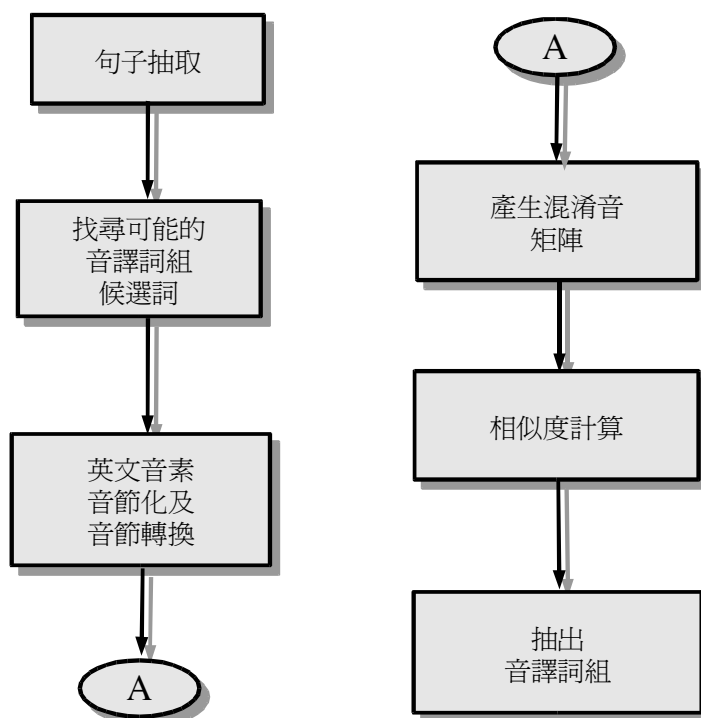 句子抽取
找尋可能的
音譯詞組
候選詞
英文音素
音節化及
音節轉換
A
A
產生混淆音
矩陣
相似度計算
抽出
音譯詞組